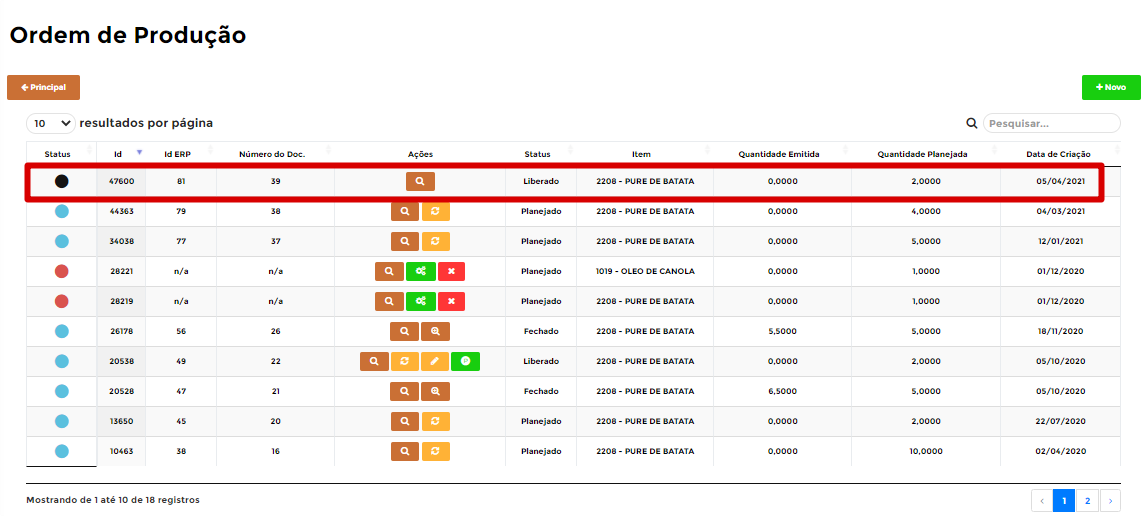 Ordem de Produção
Principal
Novo
10 resultados por página
Pesquisar...
Status Id Id ERP Número do Doc. Ações Status Item Quantidade Emitida Quantidade Planejada Data de Criação
47600 81 39 Liberado 2208 - PURE DE BATATA 0,0000 2,0000 05/04/2021
44363 79 38 Planejado 2208 - PURE DE BATATA 0,0000 4,0000 04/03/2021
34038 77 37 Planejado 2208 - PURE DE BATATA 0,0000 5,0000 12/01/2021
28221 n/a n/a Planejado 1019 - OLEO DE CANOLA 0,0000 1,0000 01/12/2020
28219 n/a n/a Planejado 2208 - PURE DE BATATA 0,0000 1,0000 01/12/2020
26178 56 26 Fechado 2208 - PURE DE BATATA 5,5000 5,0000 18/11/2020
20538 49 22 Liberado 2208 - PURE DE BATATA 0,0000 2,0000 05/10/2020
20528 47 21 Fechado 2208 - PURE DE BATATA 6,5000 5,0000 05/10/2020
13650 45 20 Planejado 2208 - PURE DE BATATA 0,0000 2,0000 22/07/2020
10463 38 16 Planejado 2208 - PURE DE BATATA 0,0000 10,0000 02/04/2020
Mostrando de 1 até 10 de 18 registros
‹ 1 2 ›